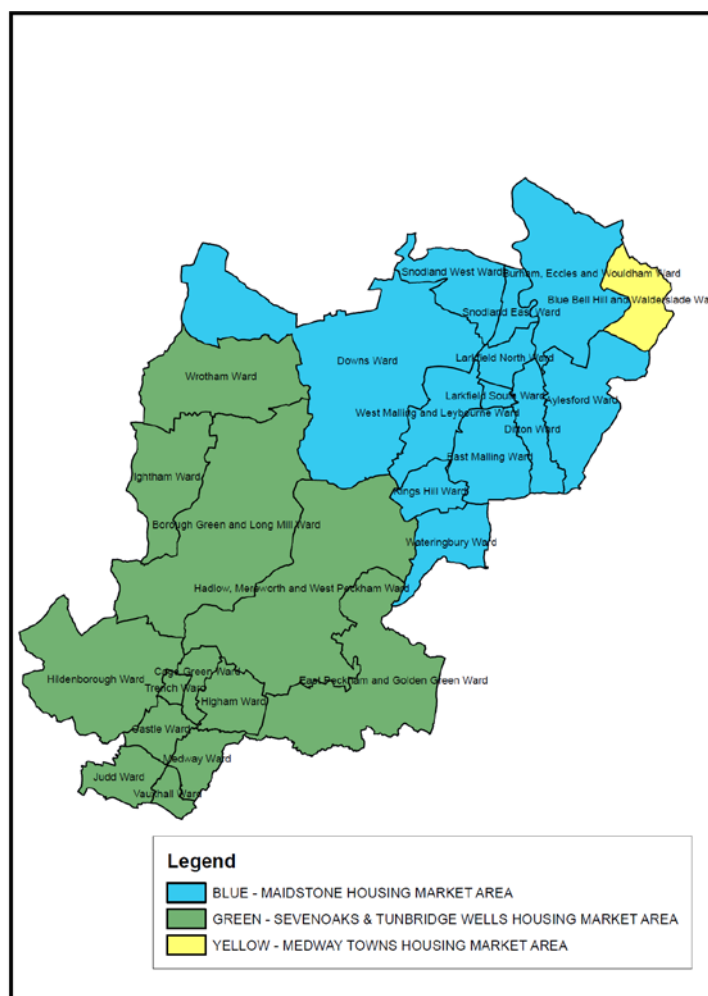 Snodland West Ward
Burham, Eccles and Wouldham Ward
Blue Bell Hill and Walderslade Wa
Snodland East Ward
Downs Ward
Larkfield North Ward
Wrotham Ward
Larkfield South Ward
Aylesford Ward
West Malling and Leybourne Ward
Ditton Ward
East Malling Ward
Ightham Ward
Kings Hill Ward
Borough Green and Long Mill Ward
Wateringbury Ward
Hadlow, Mereworth and West Peckham Ward
Cage Green Ward
Hildenborough Ward
Trench Ward
East Peckham and Golden Green Ward
Higham Ward
Castle Ward
Medway Ward
Judd Ward
Vauxhall Ward
Legend
BLUE - MAIDSTONE HOUSING MARKET AREA
GREEN - SEVENOAKS & TUNBRIDGE WELLS HOUSING MARKET AREA
YELLOW - MEDWAY TOWNS HOUSING MARKET AREA